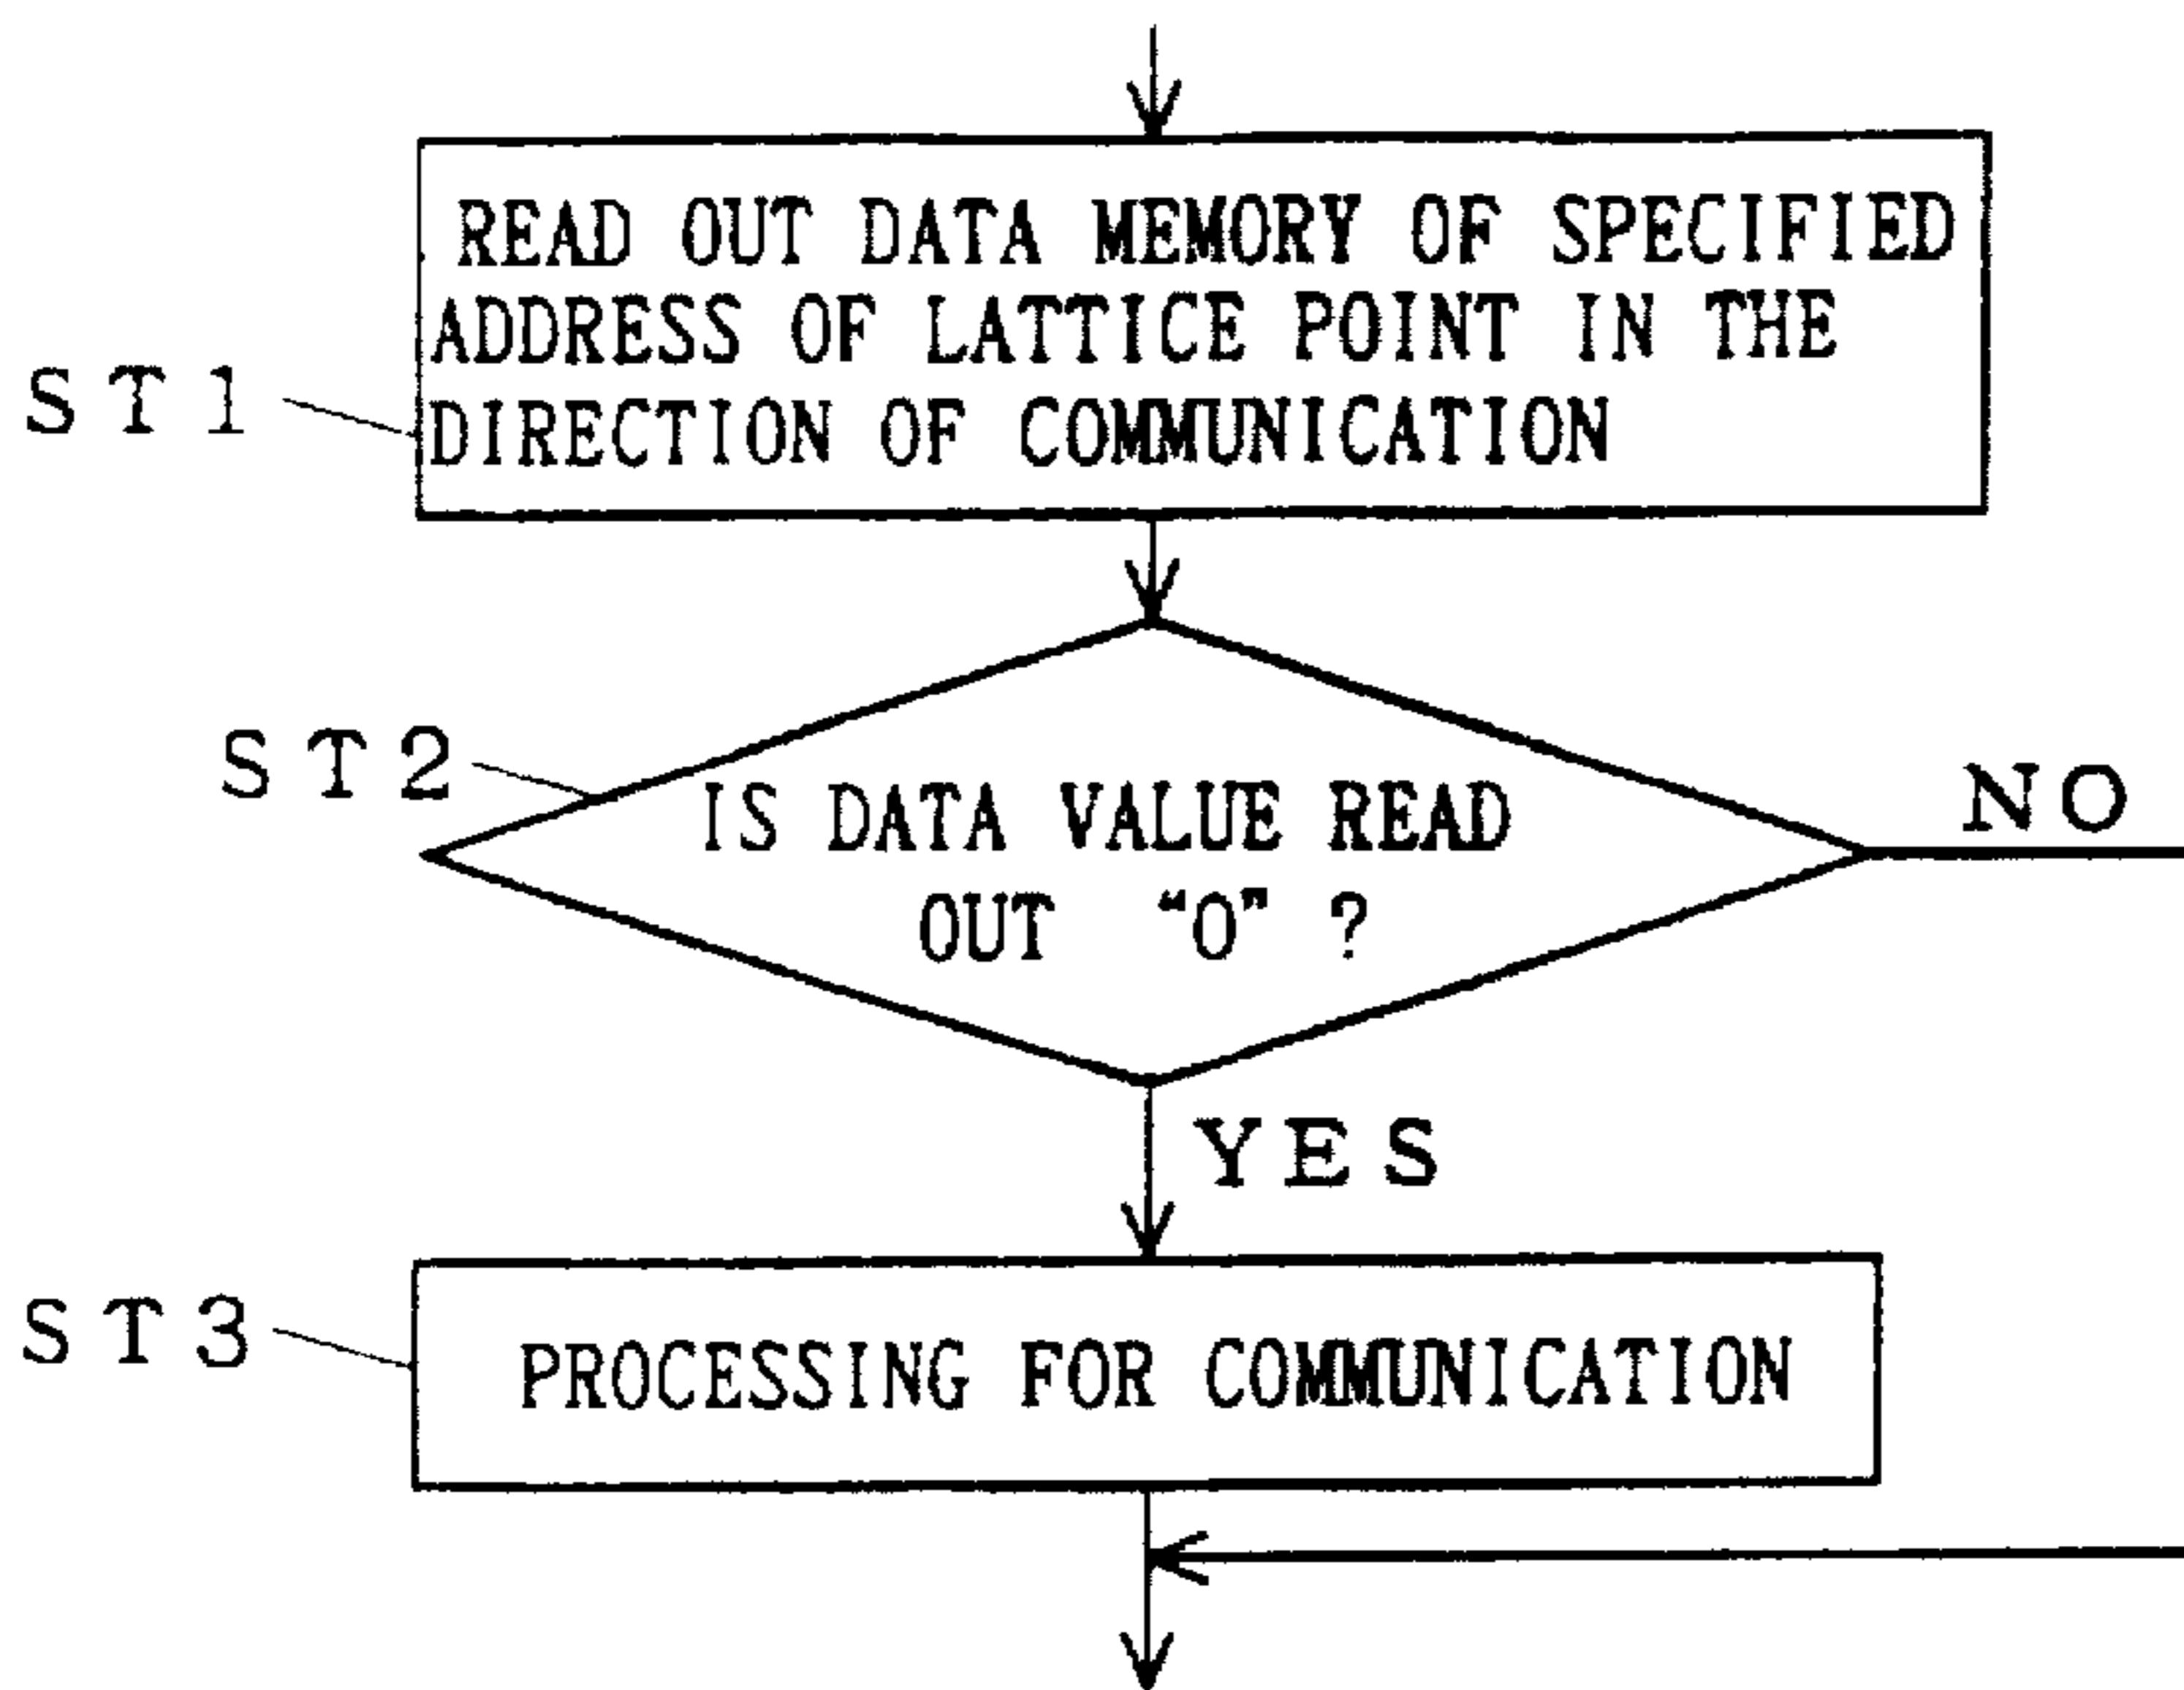 READ OUT DATA MEMORY OF SPECIFIED
ADDRESS OF LATTICE POINT IN THE
DIRECTION OF COMMUNICATION
ST1
ST2
IS DATA VALUE READ
OUT “0” ?
NO
YES
ST3
PROCESSING FOR COMMUNICATION